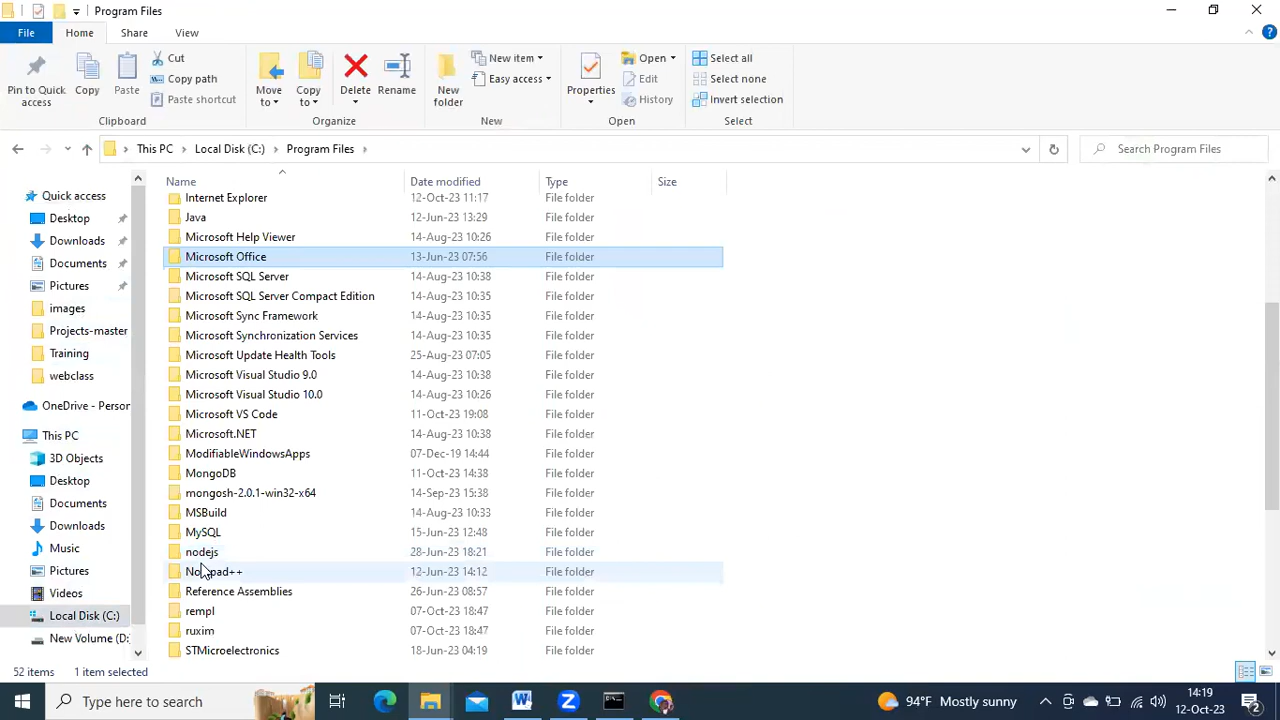 Program Files
File Home Share View
Pin to Quick access
Copy
Paste
Cut
Copy path
Paste shortcut
Clipboard
Move to
Copy to
Delete
Rename
Organize
New folder
New item
Easy access
New
Properties
Open
Edit
History
Open
Select all
Select none
Invert selection
Select
This PC Local Disk (C:) Program Files
Search Program Files
Quick access
Desktop
Downloads
Documents
Pictures
images
Projects-master
Training
webclass
OneDrive - Person
This PC
3D Objects
Desktop
Documents
Downloads
Music
Pictures
Videos
Local Disk (C:)
New Volume (D:
Name Date modified Type Size
Internet Explorer 12-Oct-23 11:17 File folder
Java 12-Jun-23 13:29 File folder
Microsoft Help Viewer 14-Aug-23 10:26 File folder
Microsoft Office 13-Jun-23 07:56 File folder
Microsoft SQL Server 14-Aug-23 10:38 File folder
Microsoft SQL Server Compact Edition 14-Aug-23 10:35 File folder
Microsoft Sync Framework 14-Aug-23 10:35 File folder
Microsoft Synchronization Services 14-Aug-23 10:35 File folder
Microsoft Update Health Tools 25-Aug-23 07:05 File folder
Microsoft Visual Studio 9.0 14-Aug-23 10:38 File folder
Microsoft Visual Studio 10.0 14-Aug-23 10:26 File folder
Microsoft VS Code 11-Oct-23 19:08 File folder
Microsoft.NET 14-Aug-23 10:38 File folder
ModifiableWindowsApps 07-Dec-19 14:44 File folder
MongoDB 11-Oct-23 14:38 File folder
mongosh-2.0.1-win32-x64 14-Sep-23 15:38 File folder
MSBuild 14-Aug-23 10:33 File folder
MySQL 15-Jun-23 12:48 File folder
nodejs 28-Jun-23 18:21 File folder
Notepad++ 12-Jun-23 14:12 File folder
Reference Assemblies 26-Jun-23 08:57 File folder
rempl 07-Oct-23 18:47 File folder
ruxim 07-Oct-23 18:47 File folder
STMicroelectronics 18-Jun-23 04:19 File folder
52 items 1 item selected
Type here to search
94°F Mostly sunny
14:19
12-Oct-23
2